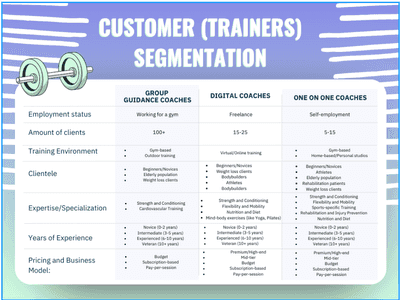 CUSTOMER (TRAINERS)
SEGMENTATION
GROUP
GUIDANCE COACHES
DIGITAL COACHES
ONE ON ONE COACHES
Employment status
Working for a gym
Freelance
Self-employment
Amount of clients
100+
15-25
5-15
Training Environment
• Gym-based
• Outdoor training
Virtual/Online training
• Gym-based
• Home-based/Personal studios
Clientele
• Beginners/Novices
• Elderly population
• Weight loss clients
• Beginners/Novices
• Weight loss clients
• Bodybuilders
• Athletes
• Bodybuilders
• Beginners/Novices
• Athletes
• Elderly population
• Rehabilitation patients
• Weight loss clients
Expertise/Specialization
• Strength and Conditioning
• Cardiovascular Training
• Strength and Conditioning
• Flexibility and Mobility
• Nutrition and Diet
• Mind-body exercises (like Yoga, Pilates)
• Strength and Conditioning
• Flexibility and Mobility
• Sports-specific Training
• Rehabilitation and Injury Prevention
• Nutrition and Diet
Years of Experience
• Novice (0-2 years)
• Intermediate (3-5 years)
• Experienced (6-10 years)
• Veteran (10+ years)
• Novice (0-2 years)
• Intermediate (3-5 years)
• Experienced (6-10 years)
• Veteran (10+ years)
• Novice (0-2 years)
• Intermediate (3-5 years)
• Experienced (6-10 years)
• Veteran (10+ years)
Pricing and Business
Model:
• Budget
• Subscription-based
• Pay-per-session
• Premium/High-end
• Mid-tier
• Budget
• Subscription-based
• Pay-per-session
• Premium/High-end
• Mid-tier
• Budget
• Subscription-based
• Pay-per-session